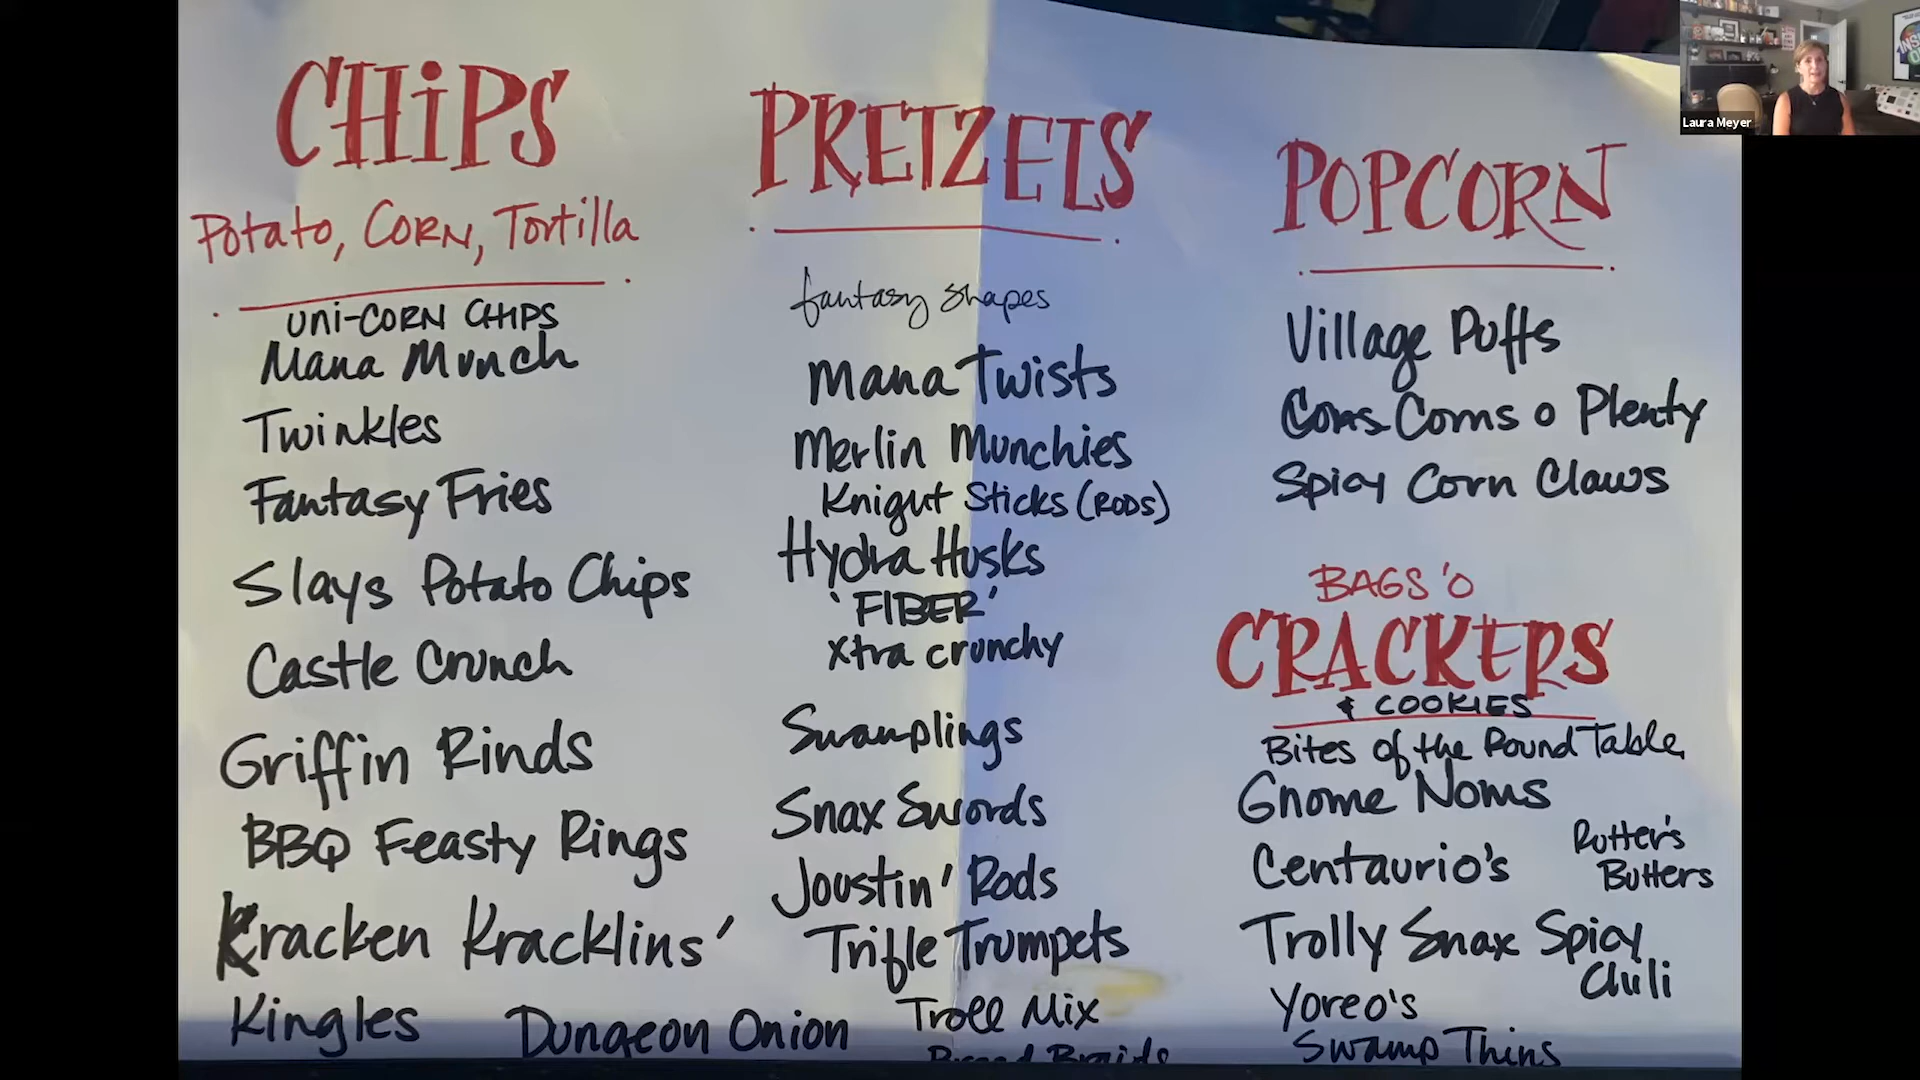 CHiPS
Potato, CORN, Tortilla
UNi-CORN CHIPS
Mana Munch
Twinkles
Fantasy Fries
Slays Potato Chips
Castle Crunch
Griffin Rinds
BBQ Feasty Rings
Kracken Kracklins'
Kingles
Dungeon Onion
PRETZELS
fantasy shapes
Mana Twists
Merlin Munchies
Knight Sticks (RODS)
Hydra Husks
'FIBER'
Xtra crunchy
Swamplings
Snax Swords
Joustin' Rods
Trifle Trumpets
Troll Mix
Braids
POPCORN
Village Puffs
Corns o Plenty
Spicy Corn Claws
BAGS 'O
CRACKERS
& COOKIES
Bites of the Round Table
Gnome Noms
Centaurio's
Rutter's
Butters
Trolly Snax Spicy
Chili
Yoreo's
Swamp Thins
Laura Meyer